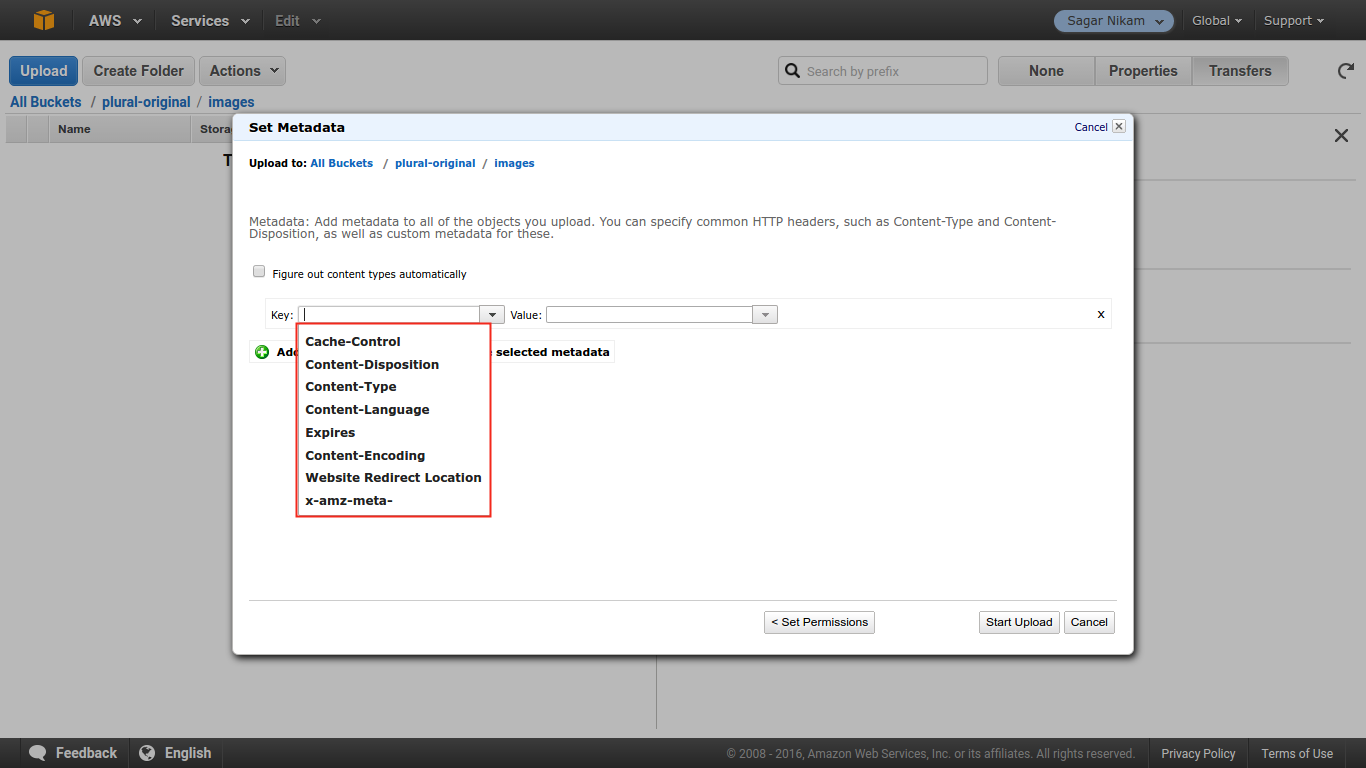 AWS Services Edit Sagar Nikam Global Support
Upload Create Folder Actions Search by prefix None Properties Transfers
All Buckets / plural-original / images
Name Storag
T
Set Metadata Cancel
Upload to: All Buckets / plural-original / images
Metadata: Add metadata to all of the objects you upload. You can specify common HTTP headers, such as Content-Type and Content-
Disposition, as well as custom metadata for these.
Figure out content types automatically
Key: Value: x
Add selected metadata
Cache-Control
Content-Disposition
Content-Type
Content-Language
Expires
Content-Encoding
Website Redirect Location
x-amz-meta-
< Set Permissions Start Upload Cancel
Feedback English © 2008 - 2016, Amazon Web Services, Inc. or its affiliates. All rights reserved. Privacy Policy Terms of Use